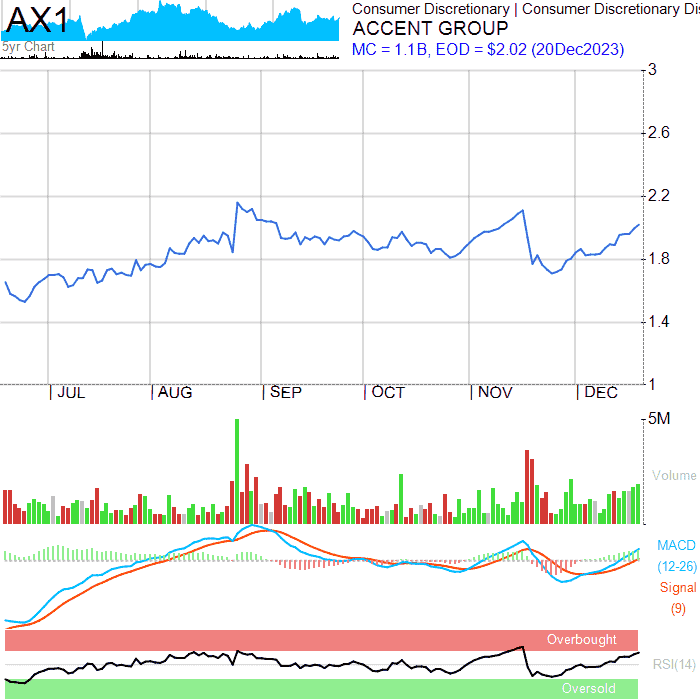 AX1
5yr Chart
Consumer Discretionary | Consumer Discretionary Dis
ACCENT GROUP
MC = 1.1B, EOD = $2.02 (20Dec2023)
3
2.6
2.2
1.8
1.4
1
JUL AUG SEP OCT NOV DEC
5M
Volume
MACD
(12-26)
Signal
(9)
Overbought
RSI(14)
Oversold